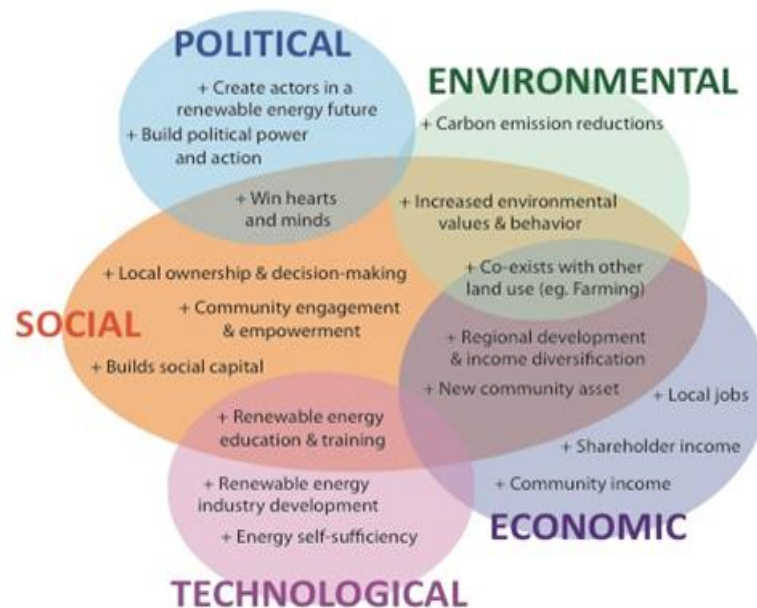 POLITICAL
+ Create actors in a
renewable energy future
+ Build political power
and action
ENVIRONMENTAL
+ Carbon emission reductions
+ Win hearts
and minds
+ Increased environmental
values & behavior
+ Local ownership & decision-making
+ Co-exists with other
land use (eg. Farming)
SOCIAL
+ Community engagement
& empowerment
+ Regional development
& income diversification
+ Builds social capital
+ New community asset
+ Local jobs
+ Renewable energy
education & training
+ Shareholder income
+ Renewable energy
industry development
+ Community income
+ Energy self-sufficiency
ECONOMIC
TECHNOLOGICAL